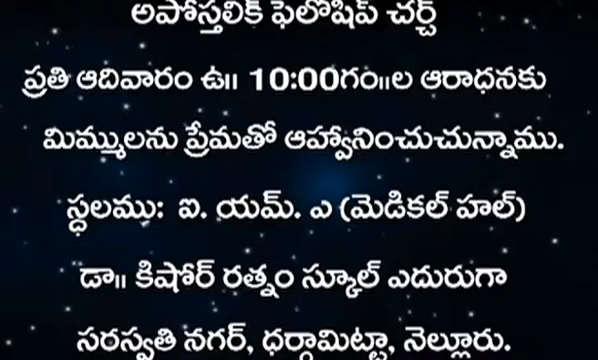 అపోస్తలిక్ ఫెలోషిప్ చర్చ్
ప్రతి ఆదివారం ఉ॥ 10:00గం॥ల ఆరాధనకు
మిమ్ములను ప్రేమతో ఆహ్వానించుచున్నాము.
స్థలము: ఐ. యమ్. ఎ (మెడికల్ హల్)
డా॥ కిషోర్ రత్నం స్కూల్ ఎదురుగా
సరస్వతి నగర్, ధర్గామిట్టా, నెల్లూరు.